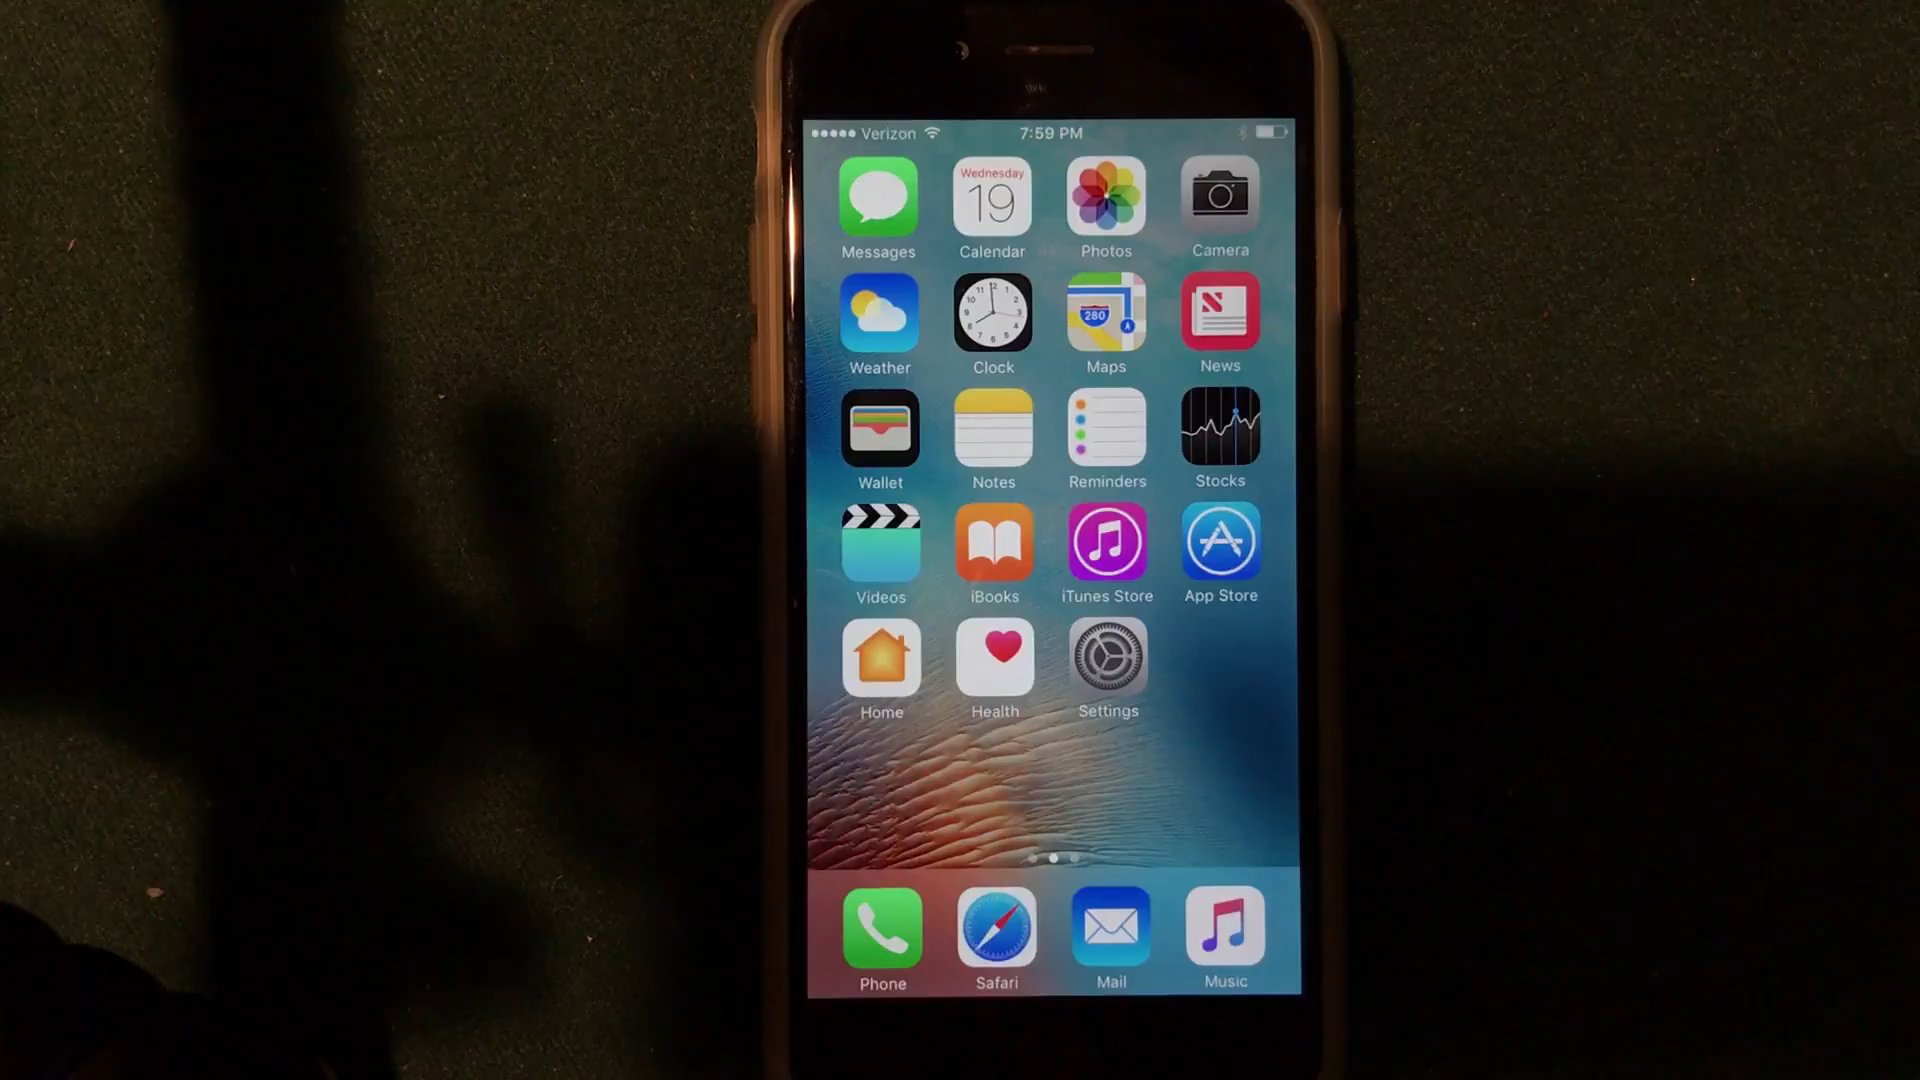 Verizon 7:59 PM
Wednesday
19
Messages Calendar Photos Camera
280
Weather Clock Maps News
Wallet Notes Reminders Stocks
Videos iBooks iTunes Store App Store
Home Health Settings
Phone Safari Mail Music